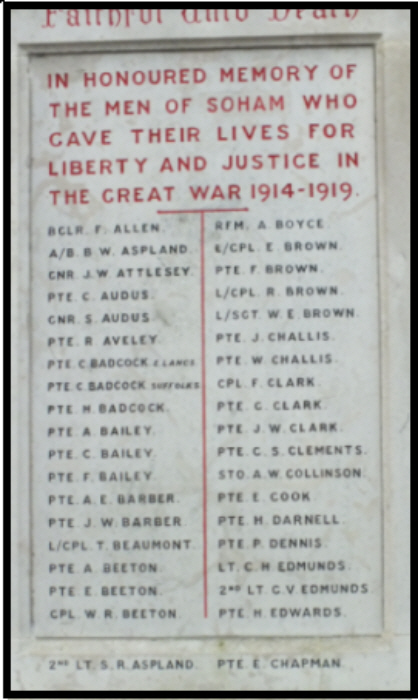 Faithful Unto Death
IN HONOURED MEMORY OF
THE MEN OF SOHAM WHO
GAVE THEIR LIVES FOR
LIBERTY AND JUSTICE IN
THE GREAT WAR 1914-1919.
BGLR. F. ALLEN.
A/B. B. W. ASPLAND.
GNR. J. W. ATTLESEY.
PTE. C. AUDUS.
GNR. S. AUDUS.
PTE. R. AVELEY.
PTE. C. BADCOCK E. LANCS.
PTE. C. BADCOCK SUFFOLKS
PTE. H. BADCOCK.
PTE. A. BAILEY.
PTE. C. BAILEY.
PTE. F. BAILEY.
PTE. A. E. BARBER.
PTE. J. W. BARBER.
L/CPL. T. BEAUMONT.
PTE. A. BEETON.
PTE. E. BEETON.
CPL. W. R. BEETON.
2ND LT. S. R. ASPLAND.
RFM. A. BOYCE.
L/CPL. E. BROWN.
PTE. F. BROWN.
L/CPL. R. BROWN.
L/SGT. W. E. BROWN.
PTE. J. CHALLIS.
PTE. W. CHALLIS.
CPL. F. CLARK.
PTE. G. CLARK.
PTE. J. W. CLARK.
PTE. C. S. CLEMENTS.
STO. A. W. COLLINSON.
PTE. E. COOK
PTE. H. DARNELL.
PTE. P. DENNIS.
LT. C. H. EDMUNDS.
2ND LT. G. V. EDMUNDS
PTE. H. EDWARDS.
PTE. E. CHAPMAN.